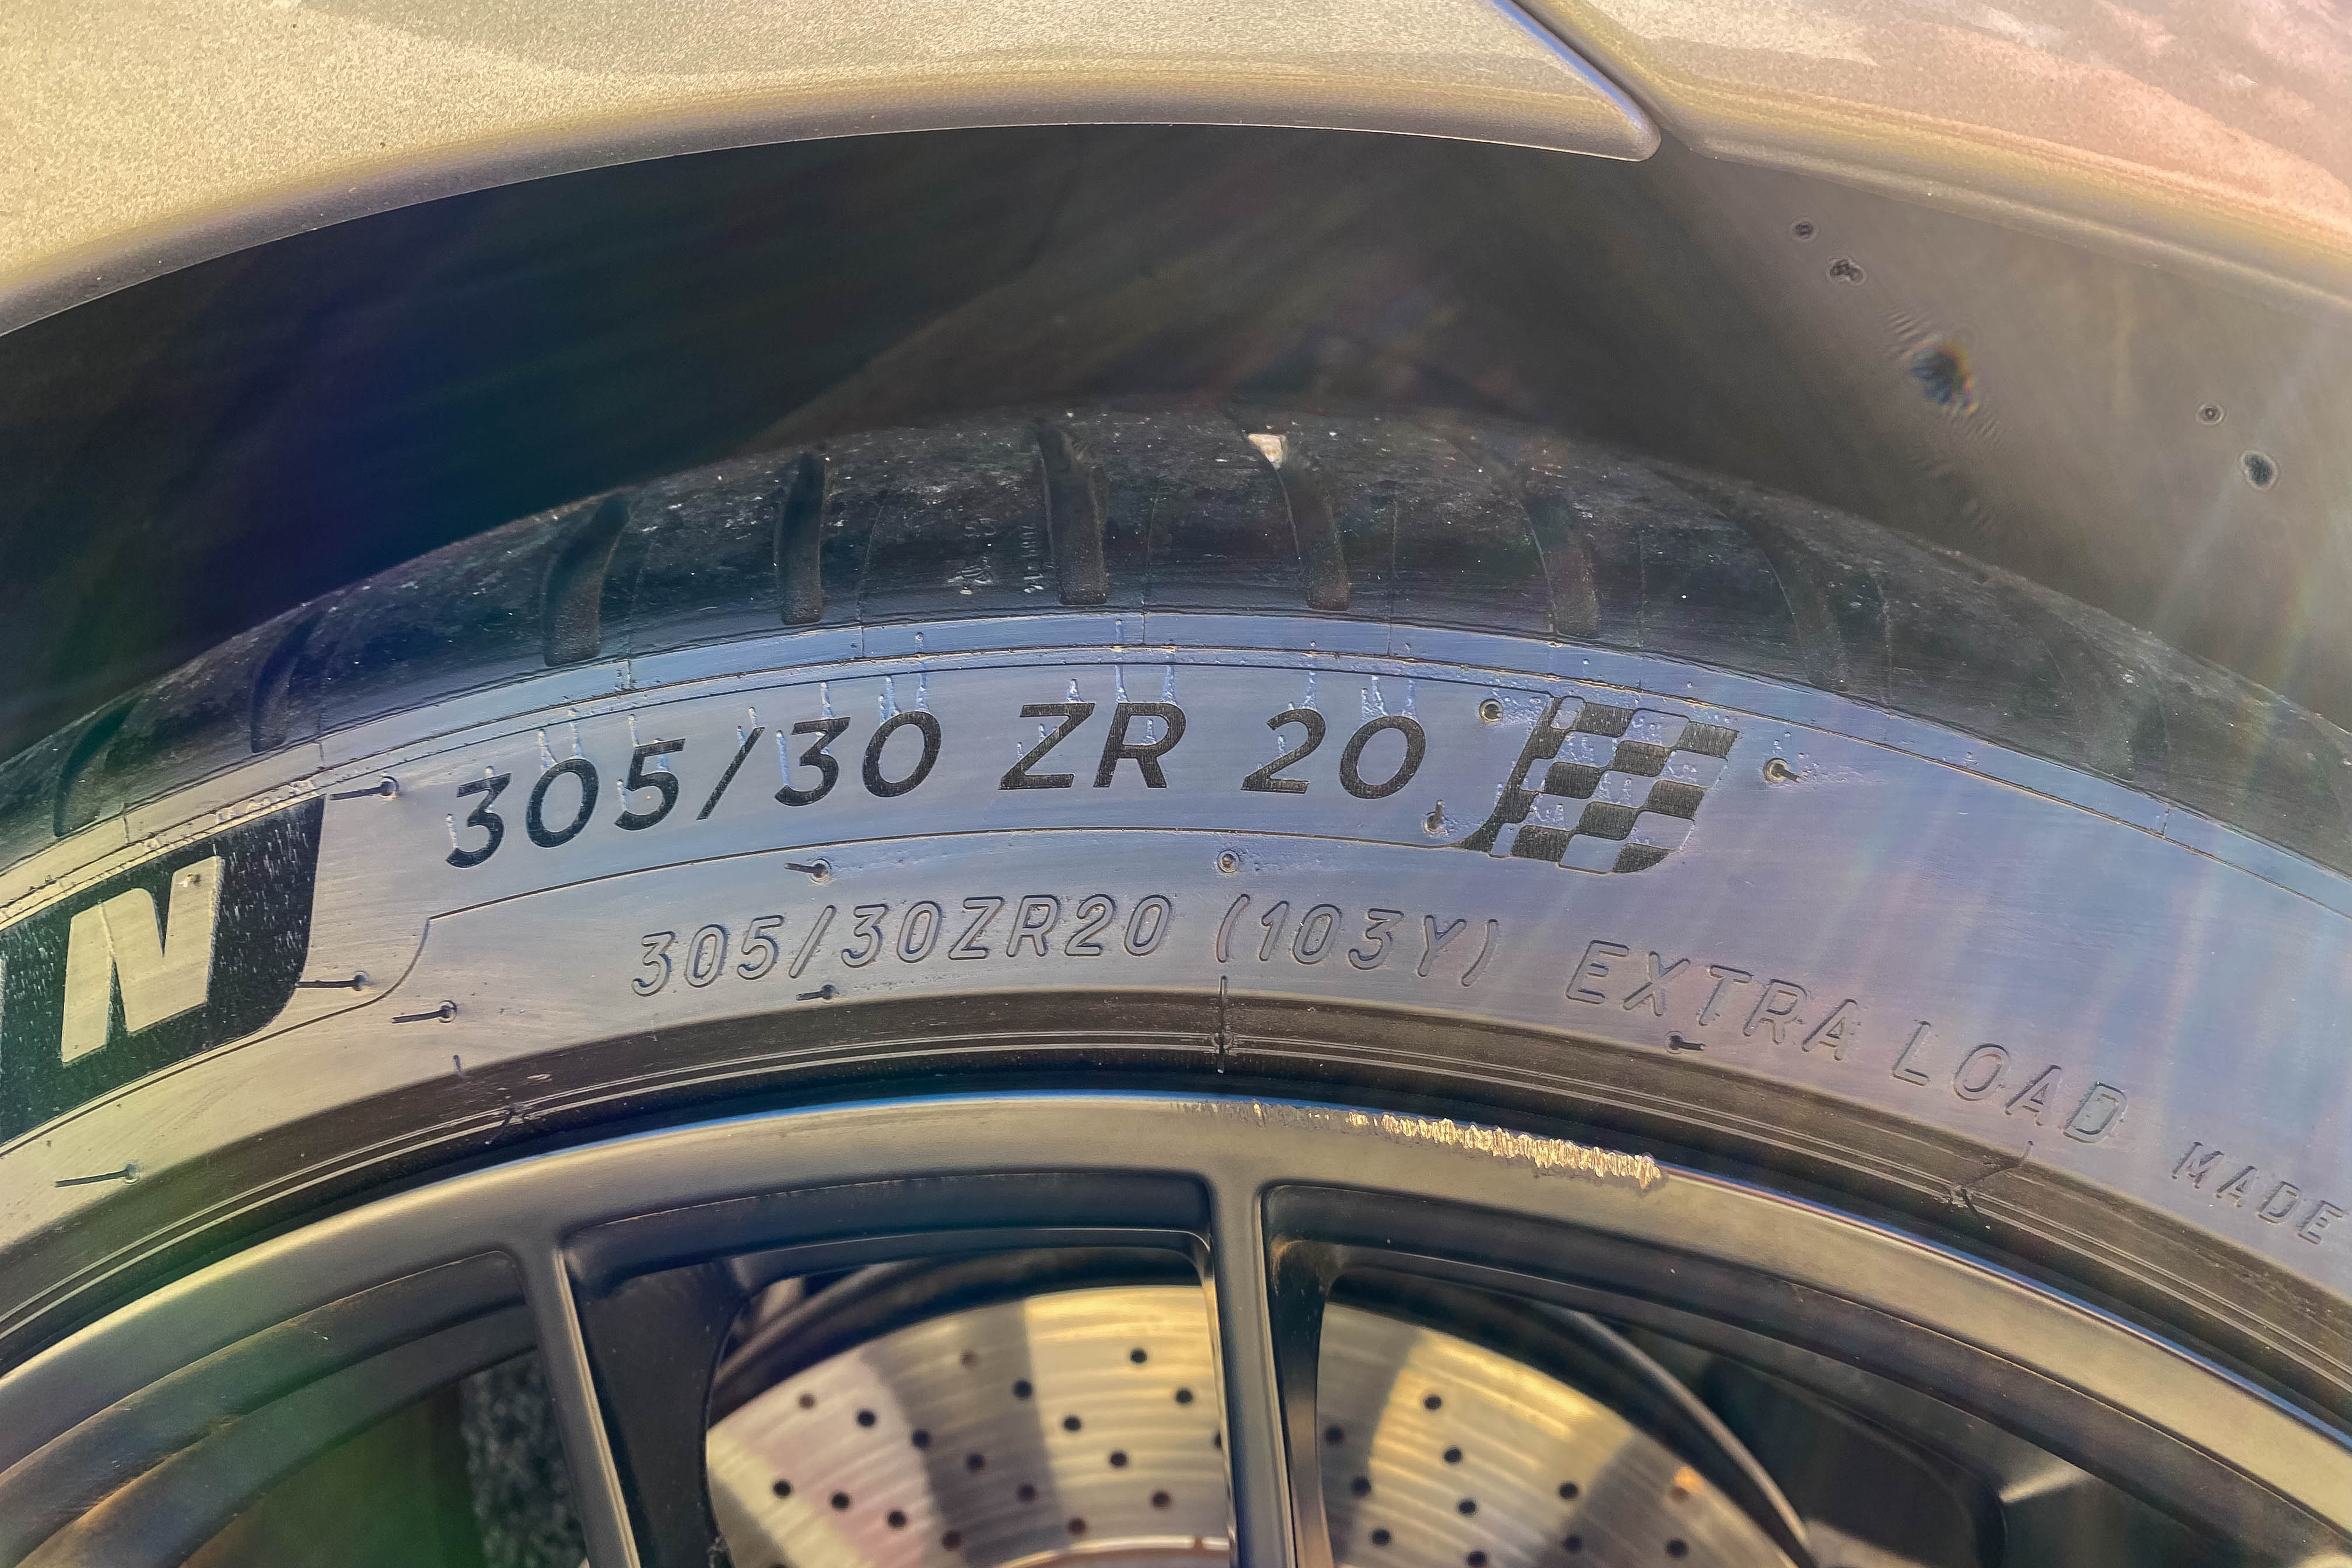 N
305/30 ZR 20
305/30ZR20 (103Y) EXTRA LOAD MADE